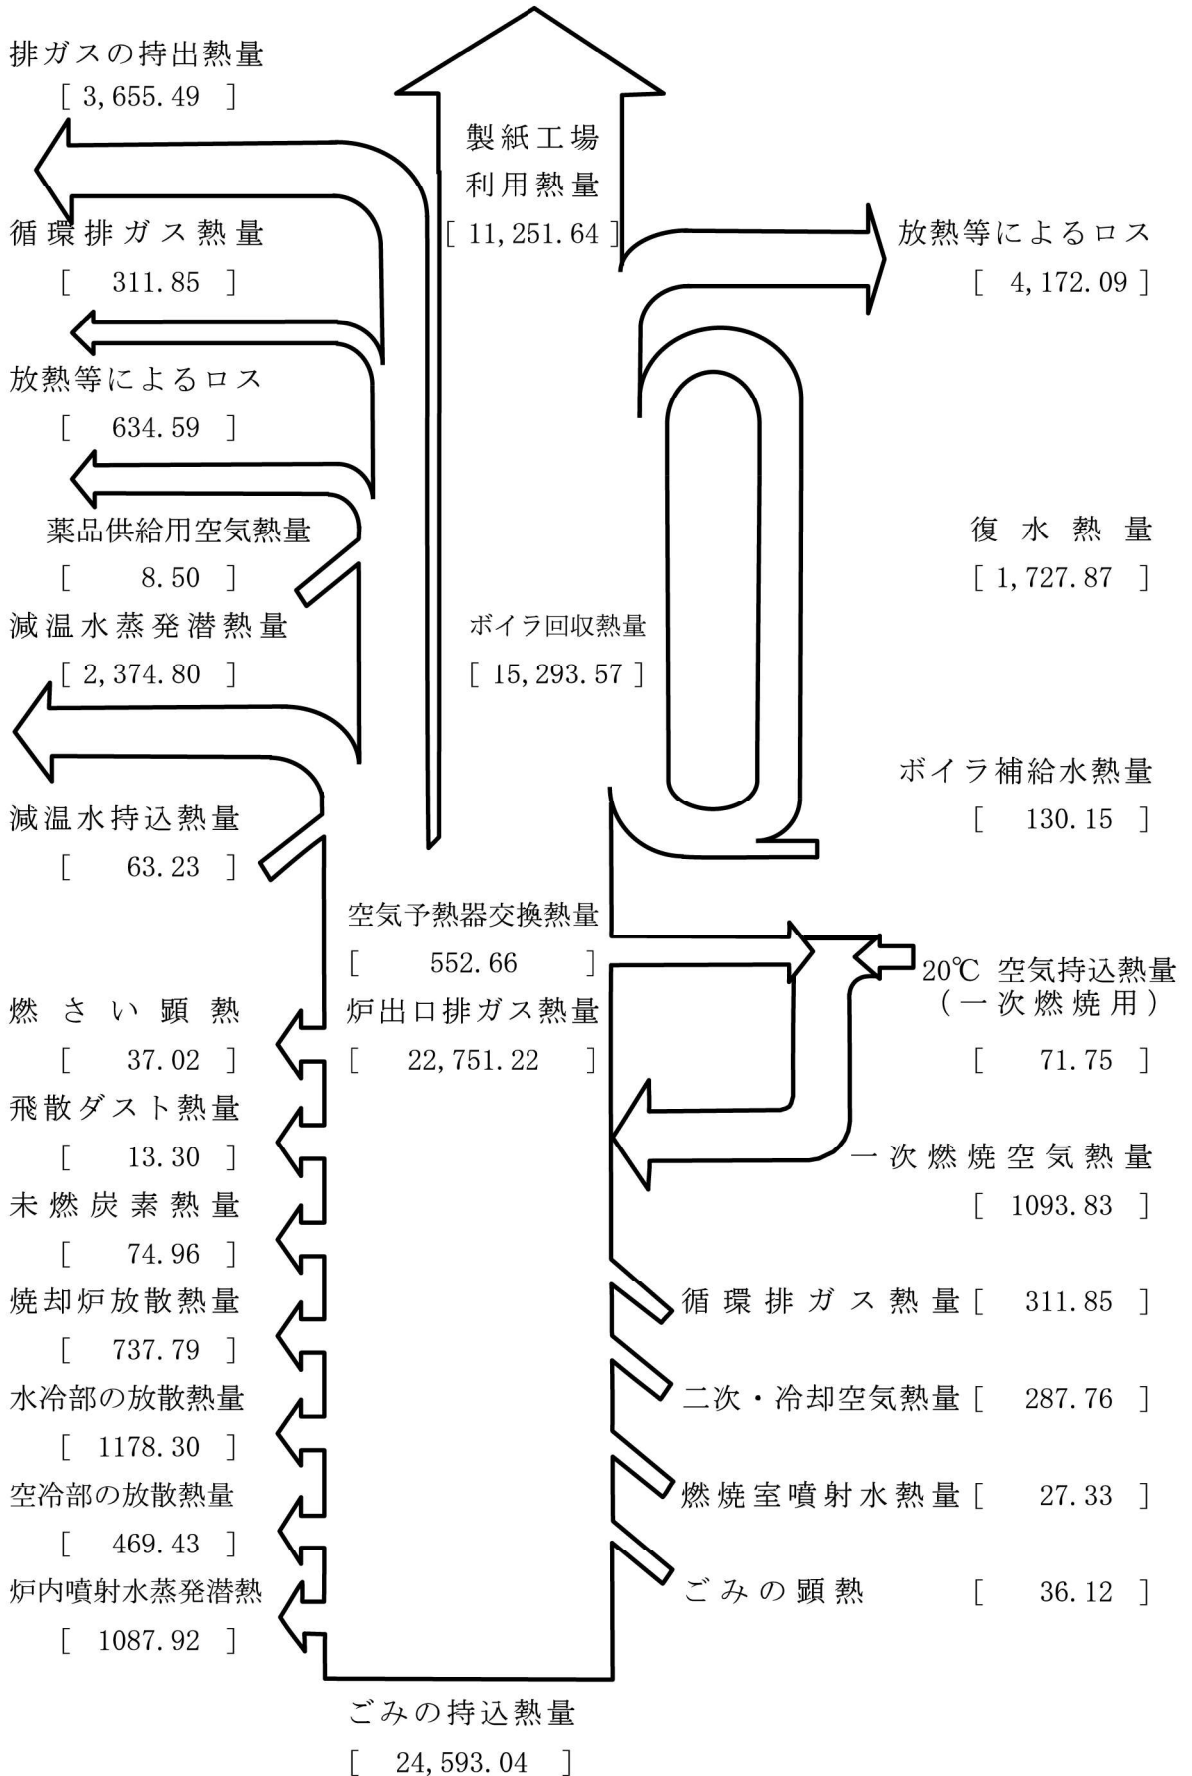 排ガスの持出熱量
[ 3,655.49 ]
製紙工場
利用熱量
[ 11,251.64 ]
循環排ガス熱量
[ 311.85 ]
放熱等によるロス
[ 4,172.09 ]
放熱等によるロス
[ 634.59 ]
薬品供給用空気熱量
[ 8.50 ]
復水熱量
[ 1,727.87 ]
減温水蒸発潜熱量
[ 2,374.80 ]
ボイラ回収熱量
[ 15,293.57 ]
減温水持込熱量
[ 63.23 ]
ボイラ補給水熱量
[ 130.15 ]
空気予熱器交換熱量
[ 552.66 ]
20℃ 空気持込熱量
(一次燃焼用)
[ 71.75 ]
燃さい顕熱
[ 37.02 ]
炉出口排ガス熱量
[ 22,751.22 ]
飛散ダスト熱量
[ 13.30 ]
一次燃焼空気熱量
[ 1093.83 ]
未燃炭素熱量
[ 74.96 ]
焼却炉放散熱量
[ 737.79 ]
循環排ガス熱量[ 311.85 ]
水冷部の放散熱量
[ 1178.30 ]
二次・冷却空気熱量[ 287.76 ]
空冷部の放散熱量
[ 469.43 ]
燃焼室噴射水熱量[ 27.33 ]
炉内噴射水蒸発潜熱
[ 1087.92 ]
ごみの顕熱 [ 36.12 ]
ごみの持込熱量
[ 24,593.04 ]